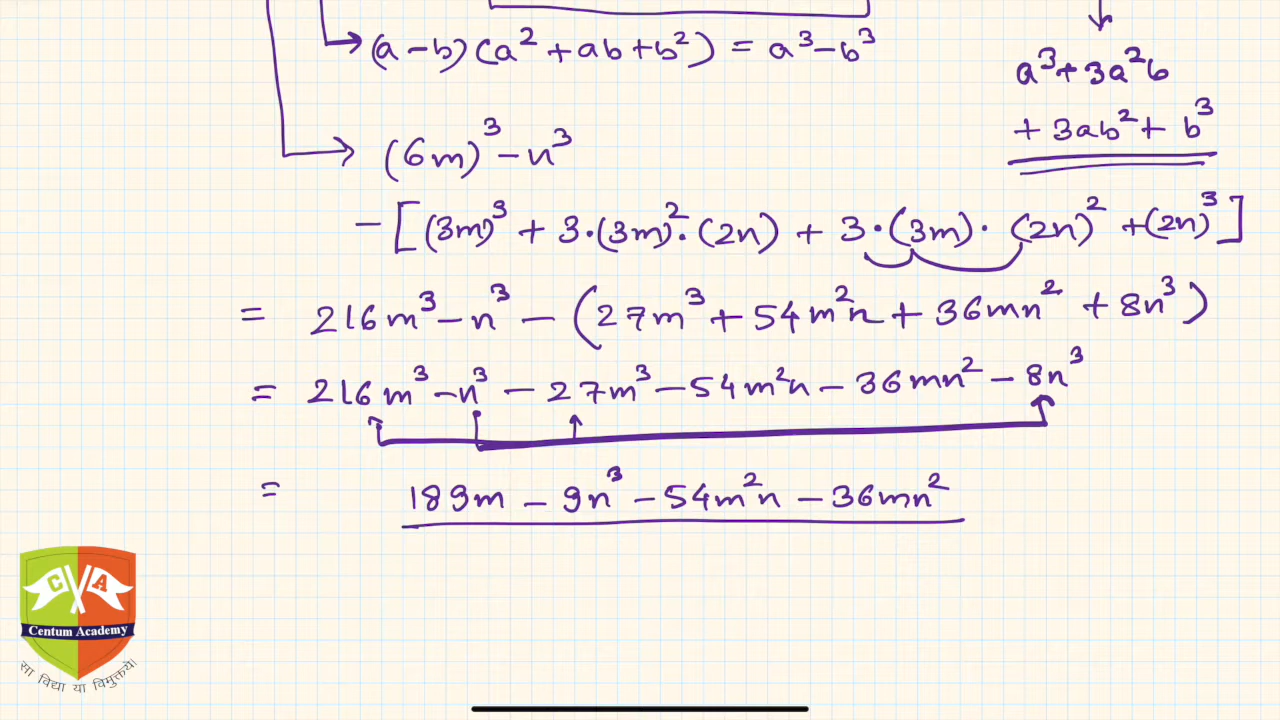 (a-b)(a² + ab + b²) = a³-b³
a³+3a²b
+ 3ab² + b³
(6m)³ - n³
- [(3m)³ + 3·(3m)²·(2n) + 3·(3m)·(2n)² + (2n)³]
= 216m³ - n³ - (27m³ + 54m²n + 36mn² + 8n³)
= 216m³ - n³ - 27m³ - 54m²n - 36mn² - 8n³
= 189m - 9n³ - 54m²n - 36mn²
C A
Centum Academy
सा विद्या या विमुक्तये।